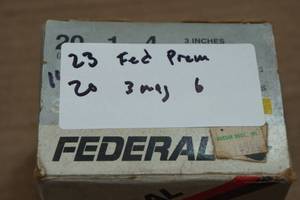 20 1 4 3 INCHES
23 Fed Prem
20 3 mag 6
FEDERAL